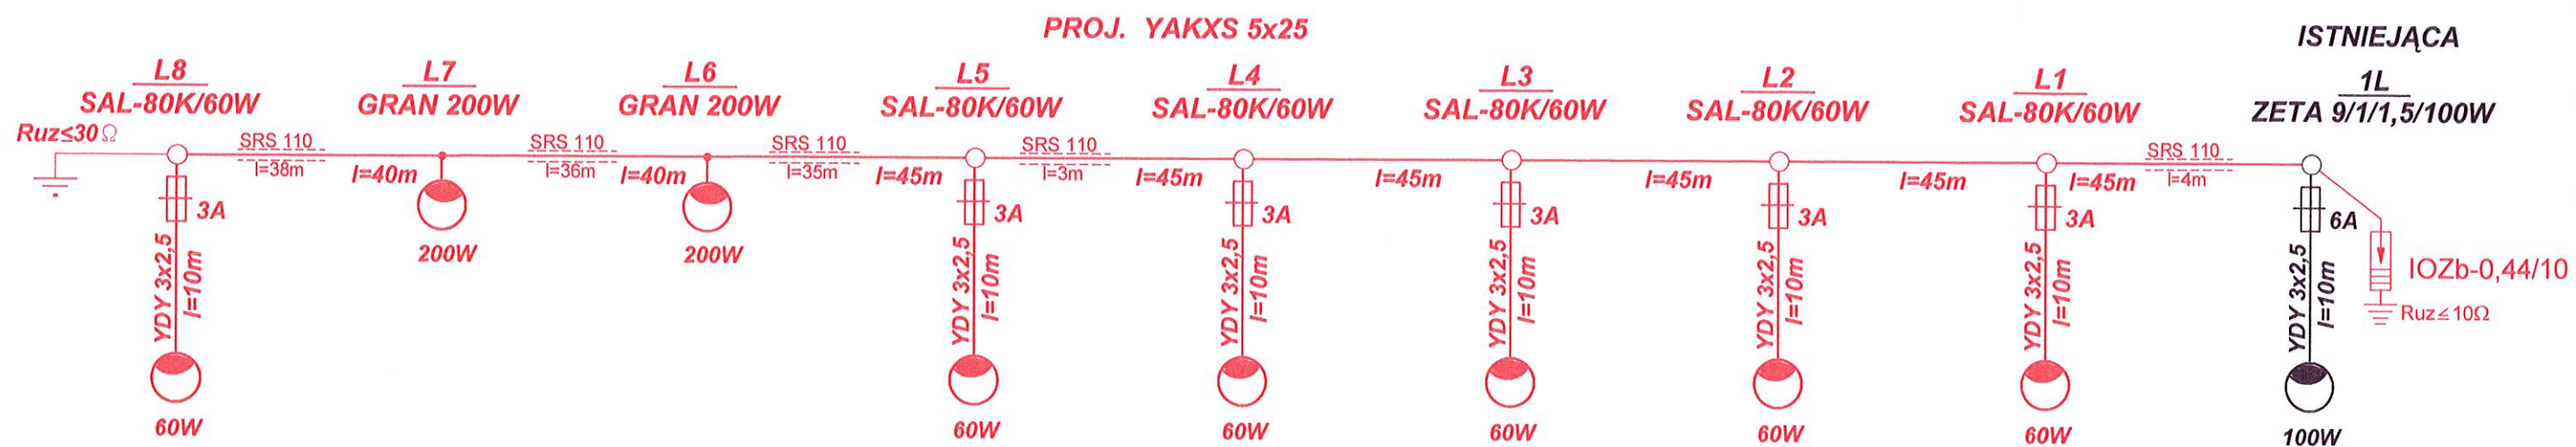 PROJ. YAKXS 5x25
ISTNIEJĄCA
L8
SAL-80K/60W
L7
GRAN 200W
L6
GRAN 200W
L5
SAL-80K/60W
L4
SAL-80K/60W
L3
SAL-80K/60W
L2
SAL-80K/60W
L1
SAL-80K/60W
1L
ZETA 9/1/1,5/100W
Ruz≤30Ω
SRS 110
l=38m
l=40m
SRS 110
l=36m
l=40m
SRS 110
l=35m
l=45m
SRS 110
l=3m
l=45m
l=45m
l=45m
l=45m
l=45m
SRS 110
l=4m
3A
YDY 3x2,5
l=10m
60W
200W
200W
3A
YDY 3x2,5
l=10m
60W
3A
YDY 3x2,5
l=10m
60W
3A
YDY 3x2,5
l=10m
60W
3A
YDY 3x2,5
l=10m
60W
3A
YDY 3x2,5
l=10m
60W
6A
YDY 3x2,5
l=10m
100W
IOZb-0,44/10
Ruz≤10Ω